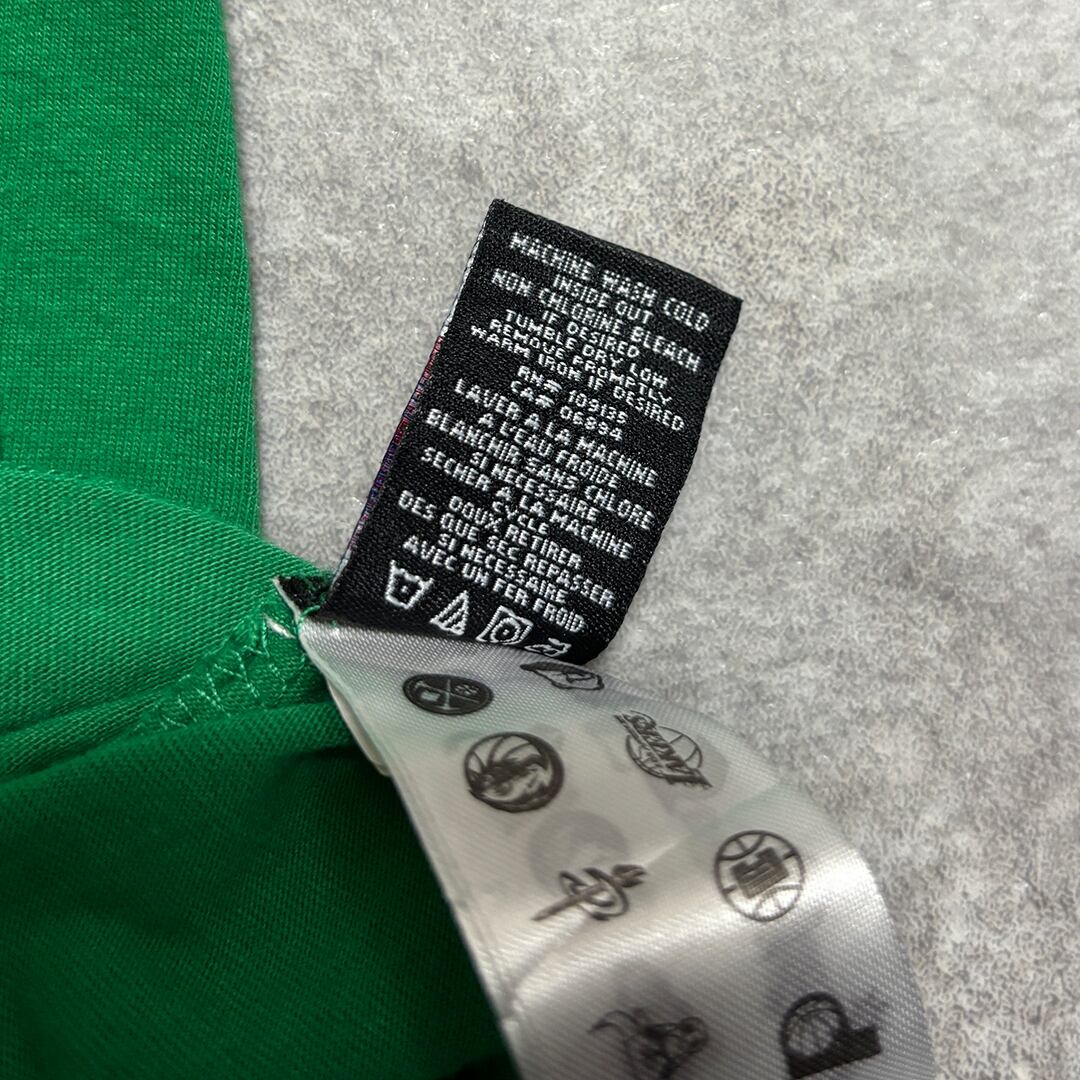 MACHINE WASH COLD
INSIDE OUT
NON CHLORINE BLEACH
IF DESIRED
TUMBLE DRY, LOW
REMOVE PROMPTLY,
WARM IRON IF DESIRED
RN# 109135
CA# 06894
LAVER A LA MACHINE
A L'EAU FROIDE
BLANCHIR SANS CHLORE
SI NECESSAIRE
SECHER A LA MACHINE
CYCLE
DOUX RETIRER
DES QUE SEC REPASSER
SI NECESSAIRE
AVEC UN FER FROID
LAKERS